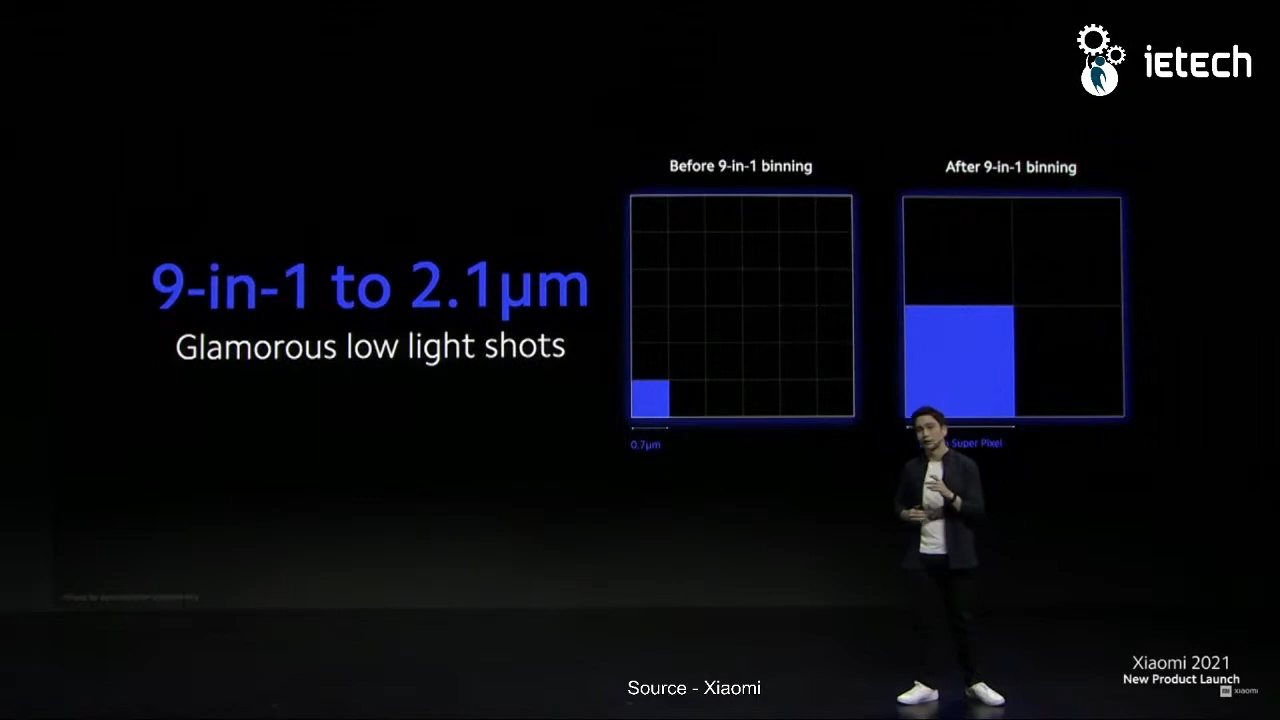 ietech
Before 9-in-1 binning
After 9-in-1 binning
9-in-1 to 2.1µm
Glamorous low light shots
0.7µm
Super Pixel
Source - Xiaomi
Xiaomi 2021
New Product Launch
xiaomi